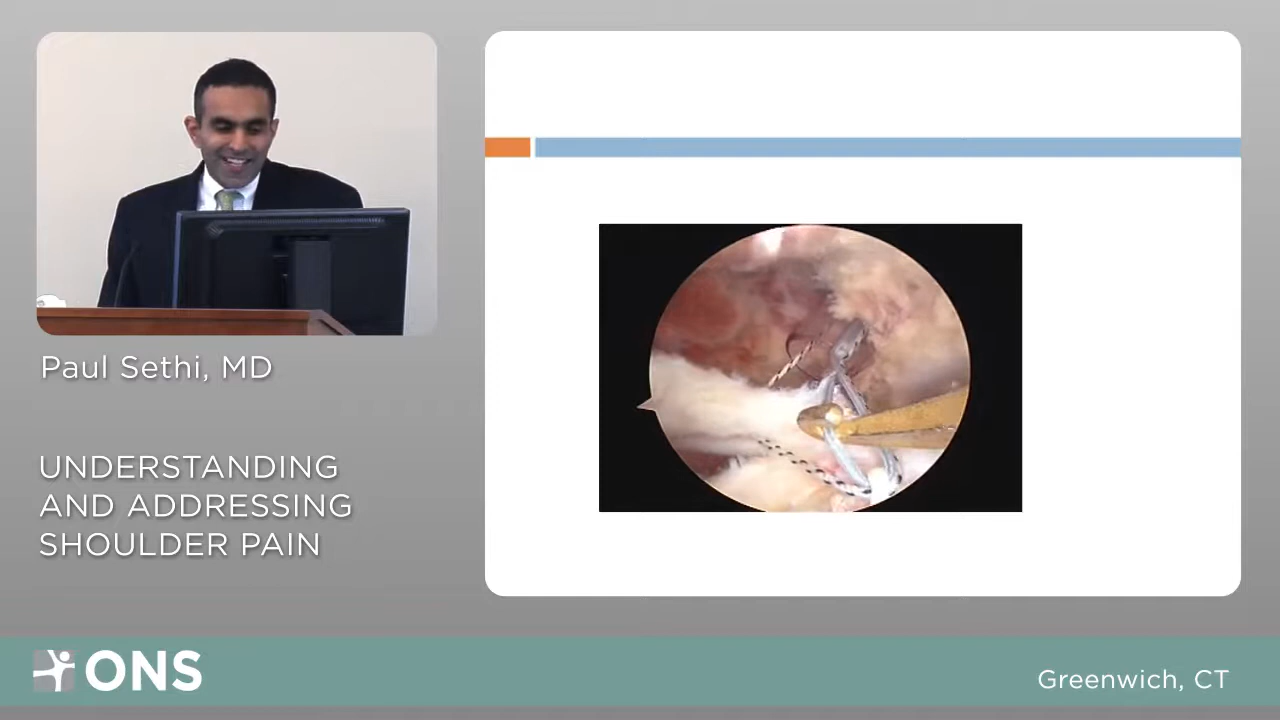 Paul Sethi, MD
UNDERSTANDING
AND ADDRESSING
SHOULDER PAIN
ONS
Greenwich, CT